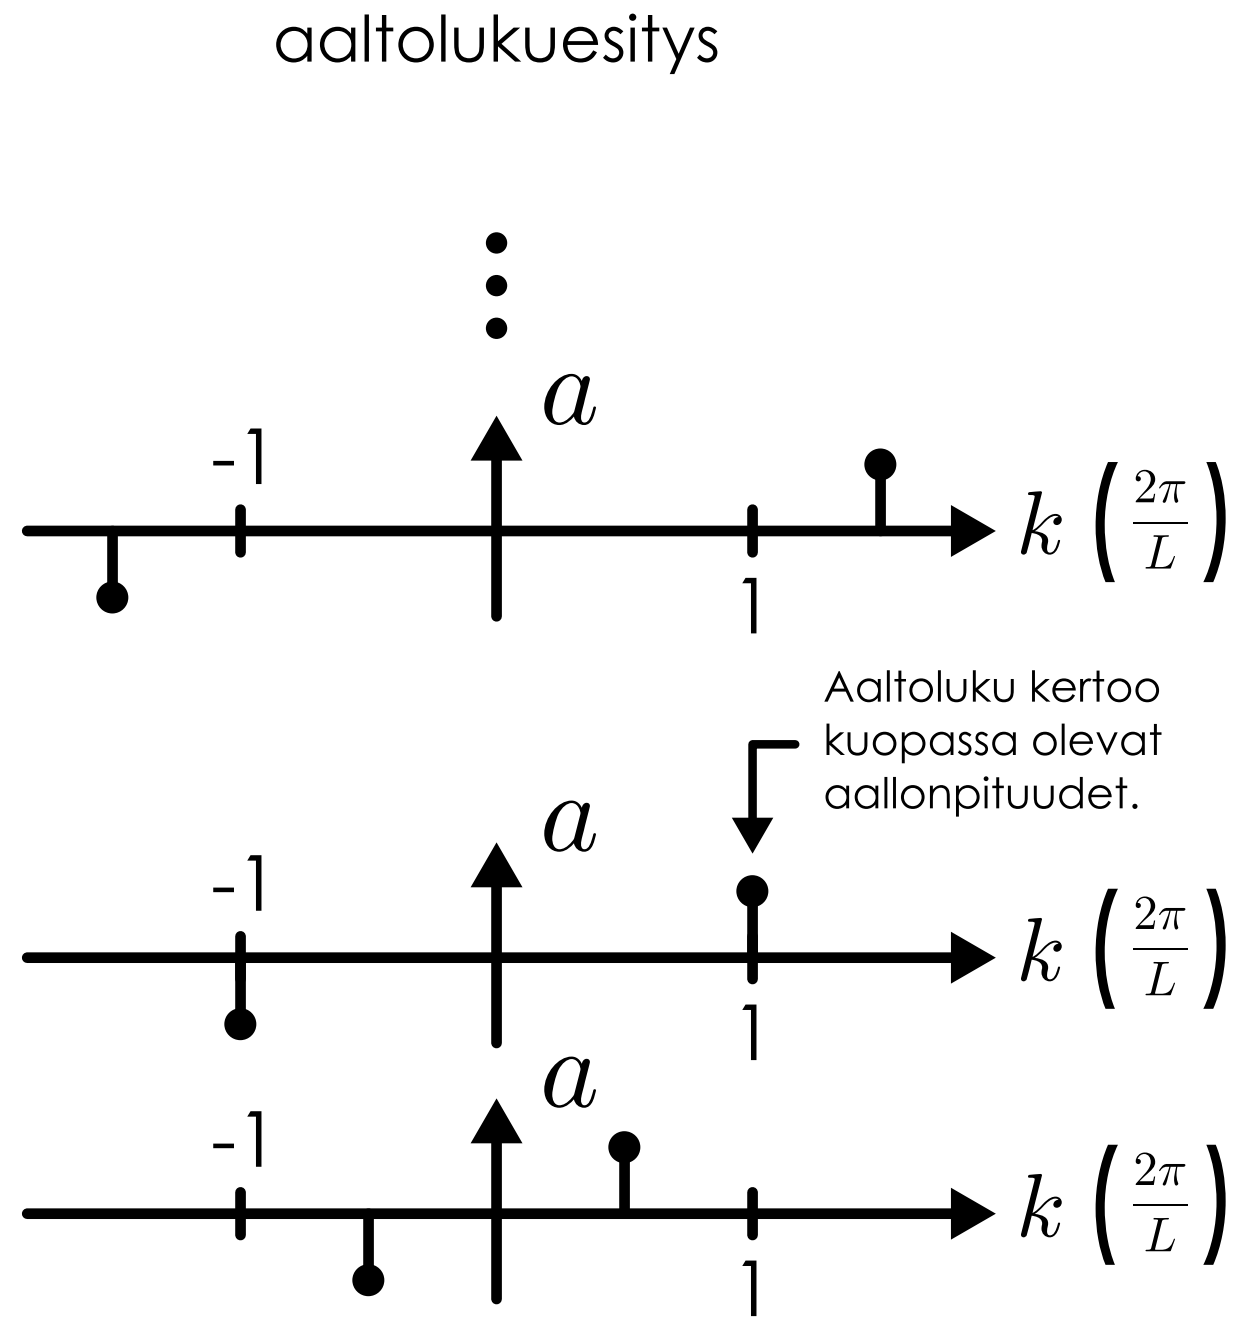 aaltolukuesitys
a
-1
k (2π/L)
1
Aaltoluku kertoo
kuopassa olevat
aallonpituudet.
a
-1
k (2π/L)
1
a
-1
k (2π/L)
1